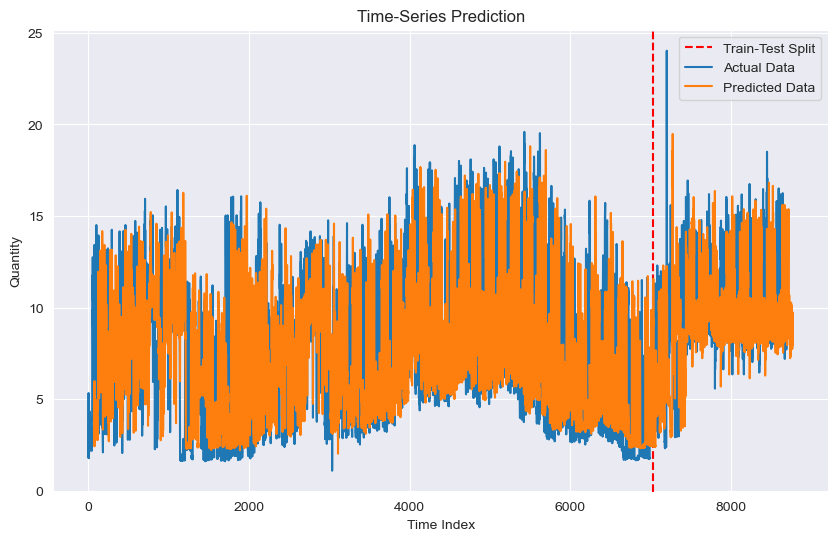 Time-Series Prediction
25
20
15
10
5
0
Quantity
Train-Test Split
Actual Data
Predicted Data
0 2000 4000 6000 8000
Time Index